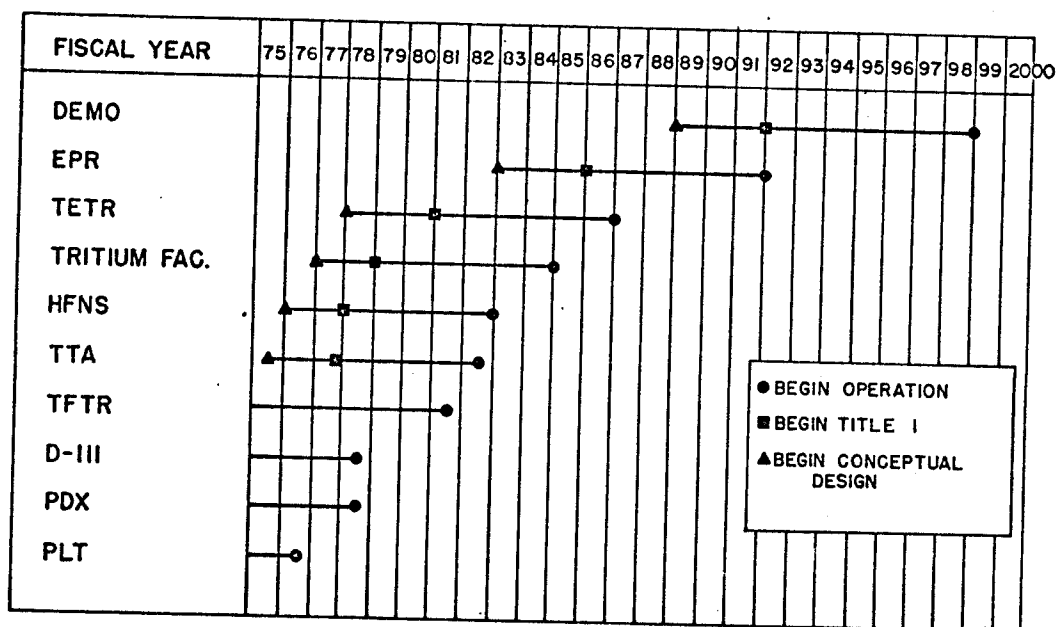 FISCAL YEAR 75 76 77 78 79 80 81 82 83 84 85 86 87 88 89 90 91 92 93 94 95 96 97 98 99 2000
DEMO
EPR
TETR
TRITIUM FAC.
HFNS
TTA
TFTR
D-III
PDX
PLT
BEGIN OPERATION
BEGIN TITLE I
BEGIN CONCEPTUAL
DESIGN